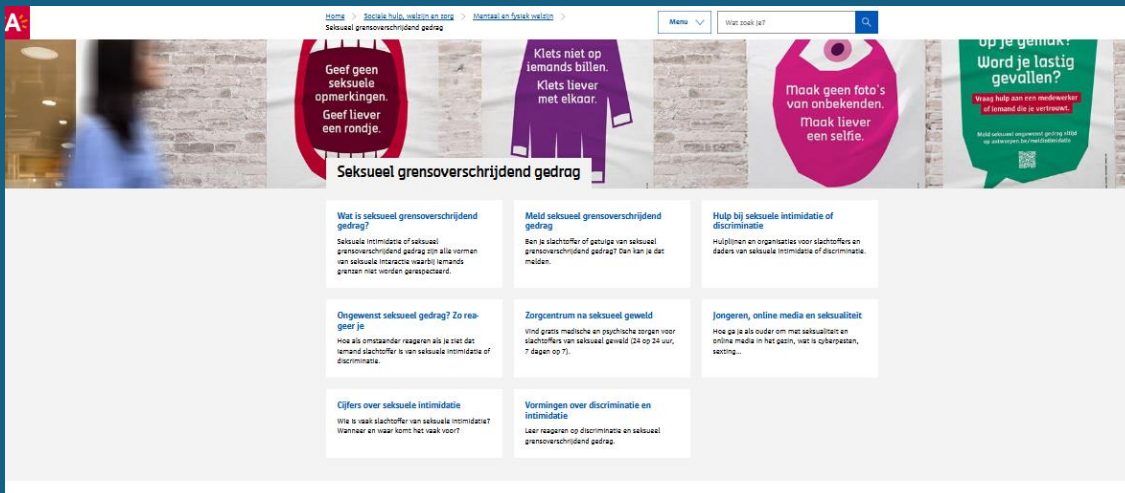 A
Home > Sociale hulp, welzijn en zorg > Mentaal en fysiek welzijn >
Seksueel grensoverschrijdend gedrag
Menu
Wat zoek je?
Geef geen
seksuele
opmerkingen.
Geef liever
een rondje.
Klets niet op
iemands billen.
Klets liever
met elkaar.
Maak geen foto's
van onbekenden.
Maak liever
een selfie.
op je gemak?
Word je lastig
gevallen?
Vraag hulp aan een medewerker
of iemand die je vertrouwt.
Meld seksueel ongewenst gedrag altijd
op antwerpen.be/meldintimidatie
Seksueel grensoverschrijdend gedrag
Wat is seksueel grensoverschrijdend
gedrag?
Seksuele intimidatie of seksueel
grensoverschrijdend gedrag zijn alle vormen
van seksuele interactie waarbij iemands
grenzen niet worden gerespecteerd.
Meld seksueel grensoverschrijdend
gedrag
Ben je slachtoffer of getuige van seksueel
grensoverschrijdend gedrag? Dan kan je dat
melden.
Hulp bij seksuele intimidatie of
discriminatie
Hulplijnen en organisaties voor slachtoffers en
daders van seksuele intimidatie of discriminatie.
Ongewenst seksueel gedrag? Zo rea-
geer je
Hoe als omstaander reageren als je ziet dat
iemand slachtoffer is van seksuele intimidatie of
discriminatie.
Zorgcentrum na seksueel geweld
Vind gratis medische en psychische zorgen voor
slachtoffers van seksueel geweld (24 op 24 uur,
7 dagen op 7).
Jongeren, online media en seksualiteit
Hoe ga je als ouder om met seksualiteit en
online media in het gezin, wat is cyberpesten,
sexting...
Cijfers over seksuele intimidatie
Wie is vaak slachtoffer van seksuele intimidatie?
Wanneer en waar komt het vaak voor?
Vormingen over discriminatie en
intimidatie
Leer reageren op discriminatie en seksueel
grensoverschrijdend gedrag.